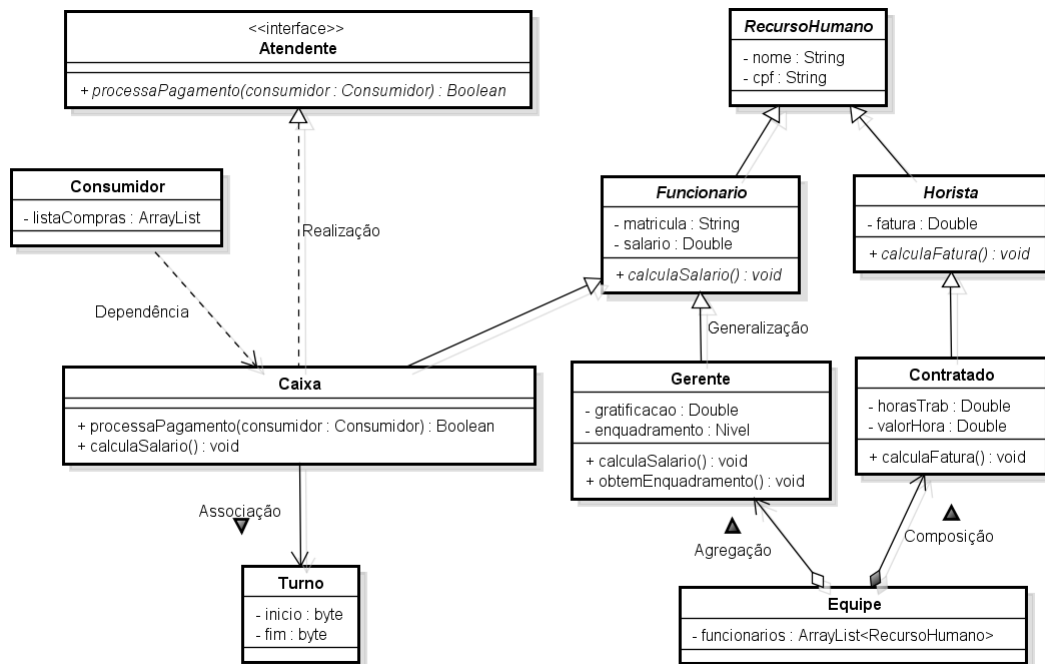 <<interface>>
Atendente
+ processaPagamento(consumidor : Consumidor) : Boolean
RecursoHumano
- nome : String
- cpf : String
Consumidor
- listaCompras : ArrayList
Realização
Dependência
Funcionario
- matricula : String
- salario : Double
+ calculaSalario() : void
Horista
- fatura : Double
+ calculaFatura() : void
Generalização
Caixa
+ processaPagamento(consumidor : Consumidor) : Boolean
+ calculaSalario() : void
Gerente
- gratificacao : Double
- enquadramento : Nivel
+ calculaSalario() : void
+ obtemEnquadramento() : void
Contratado
- horasTrab : Double
- valorHora : Double
+ calculaFatura() : void
Associação
Agregação
Composição
Turno
- inicio : byte
- fim : byte
Equipe
- funcionarios : ArrayList<RecursoHumano>